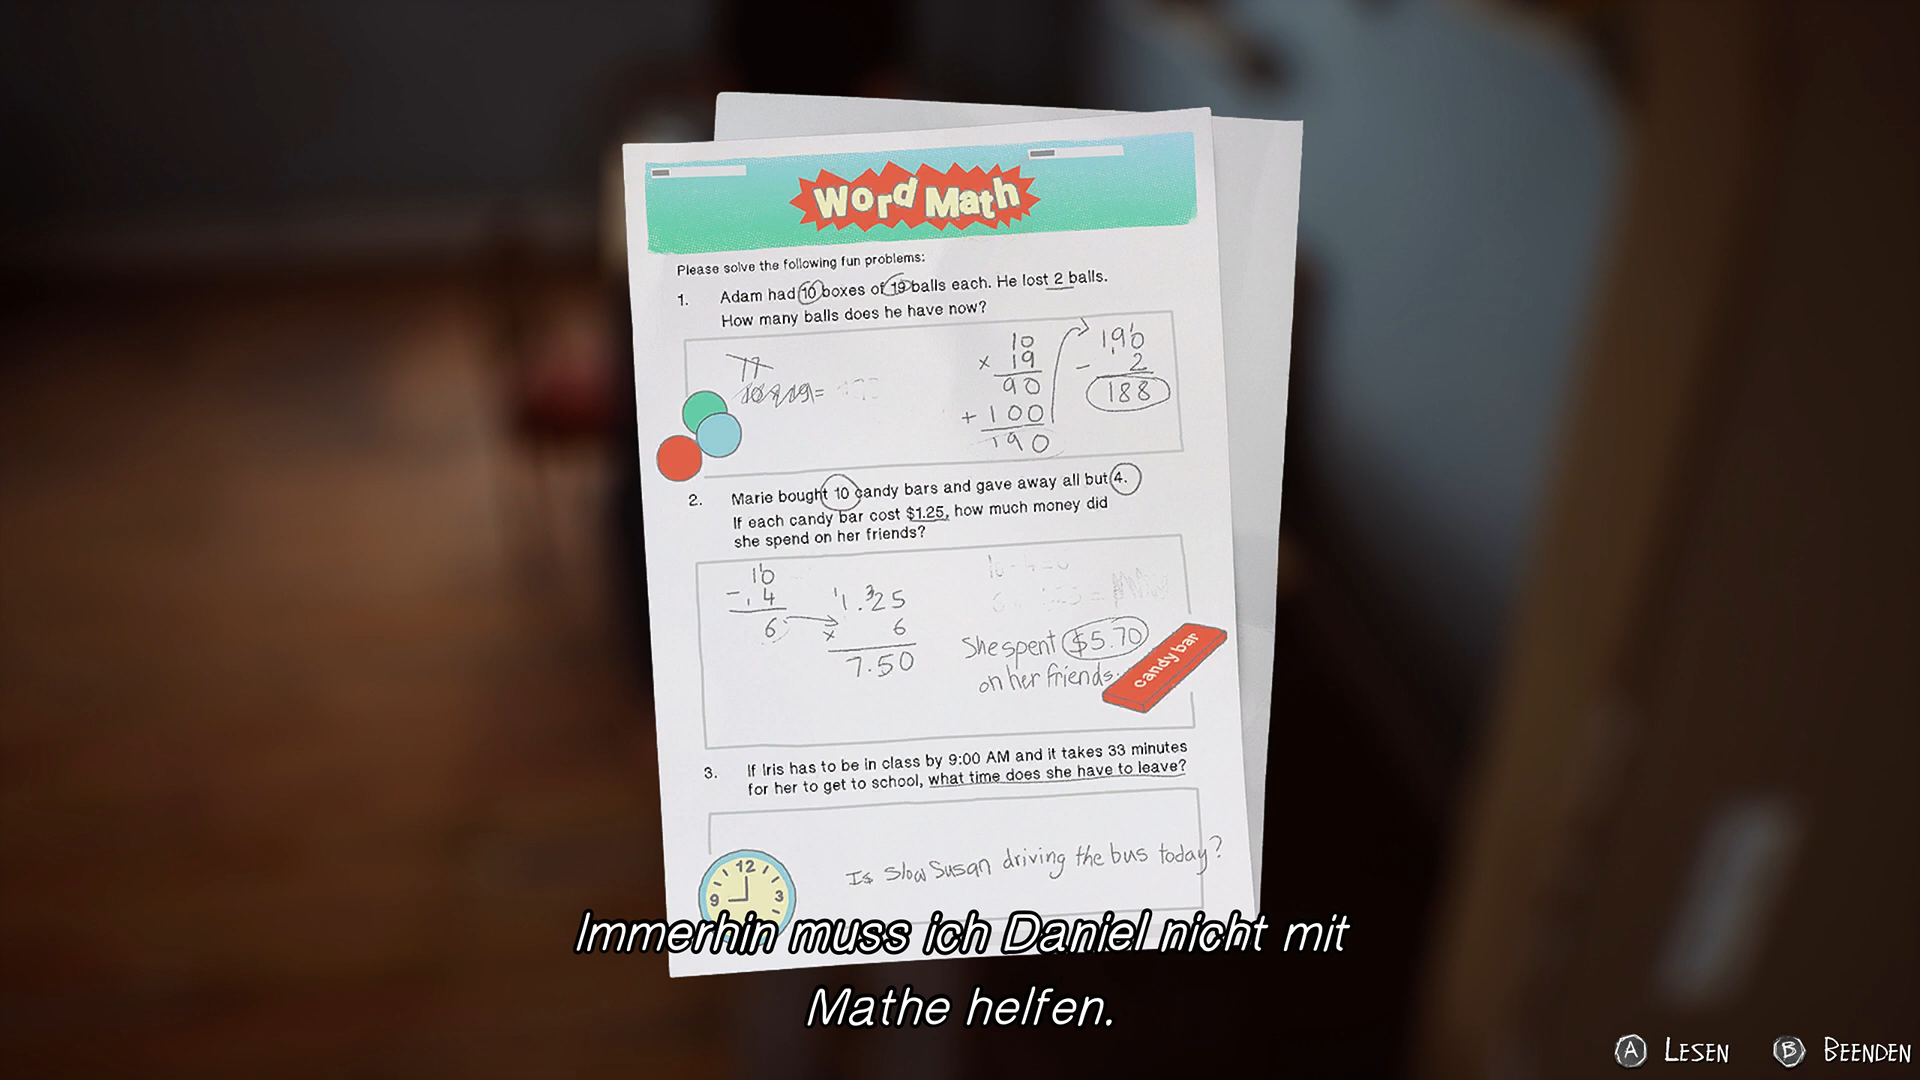 Word Math
Please solve the following fun problems:
1. Adam had 10 boxes of 19 balls each. He lost 2 balls.
How many balls does he have now?
17
10
x 19
90
+ 100
190
190
- 2
188
2. Marie bought 10 candy bars and gave away all but 4.
If each candy bar cost $1.25, how much money did
she spend on her friends?
10
- 4
6
1.25
x 6
7.50
She spent $5.70
on her friends.
candy bar
3. If Iris has to be in class by 9:00 AM and it takes 33 minutes
for her to get to school, what time does she have to leave?
12
9 3
Is slow Susan driving the bus today?
Immerhin muss ich Daniel nicht mit
Mathe helfen.
A LESEN B BEENDEN